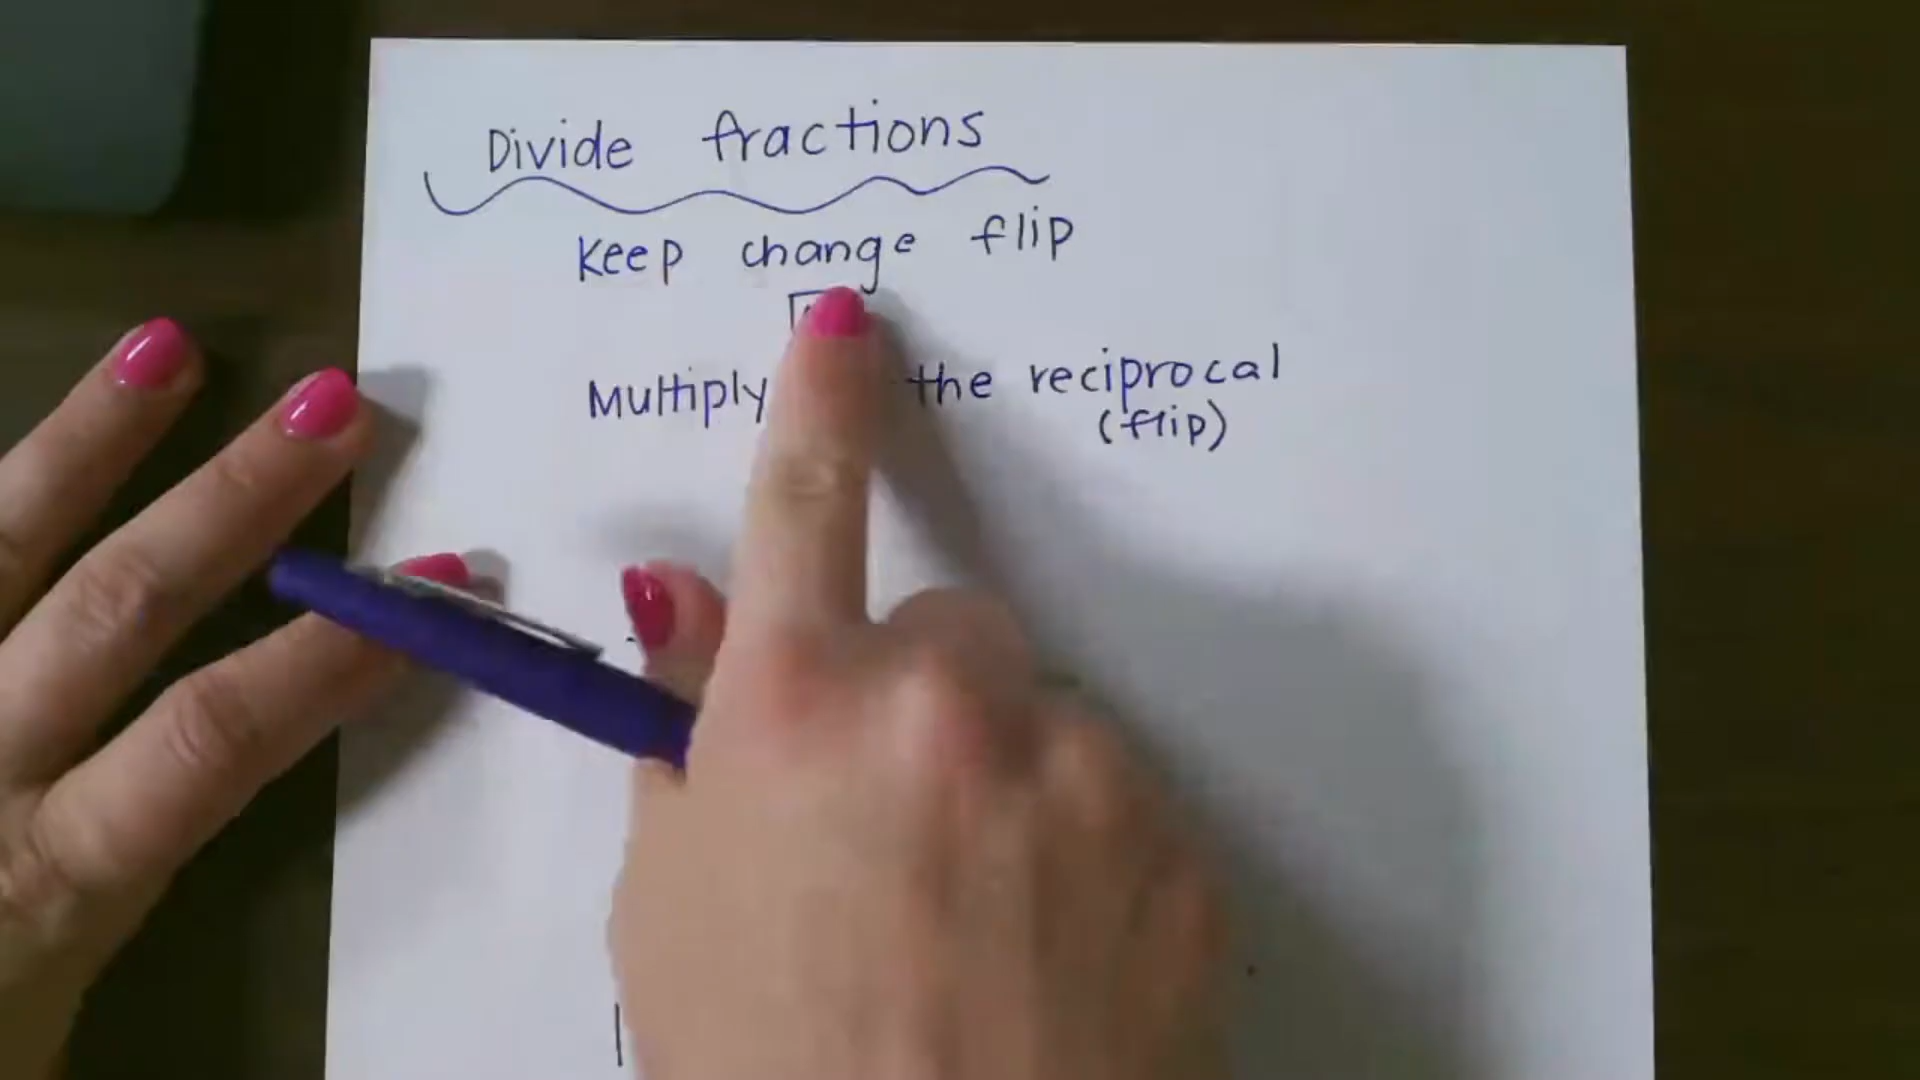 Divide fractions
Keep change flip
Multiply the reciprocal
(flip)